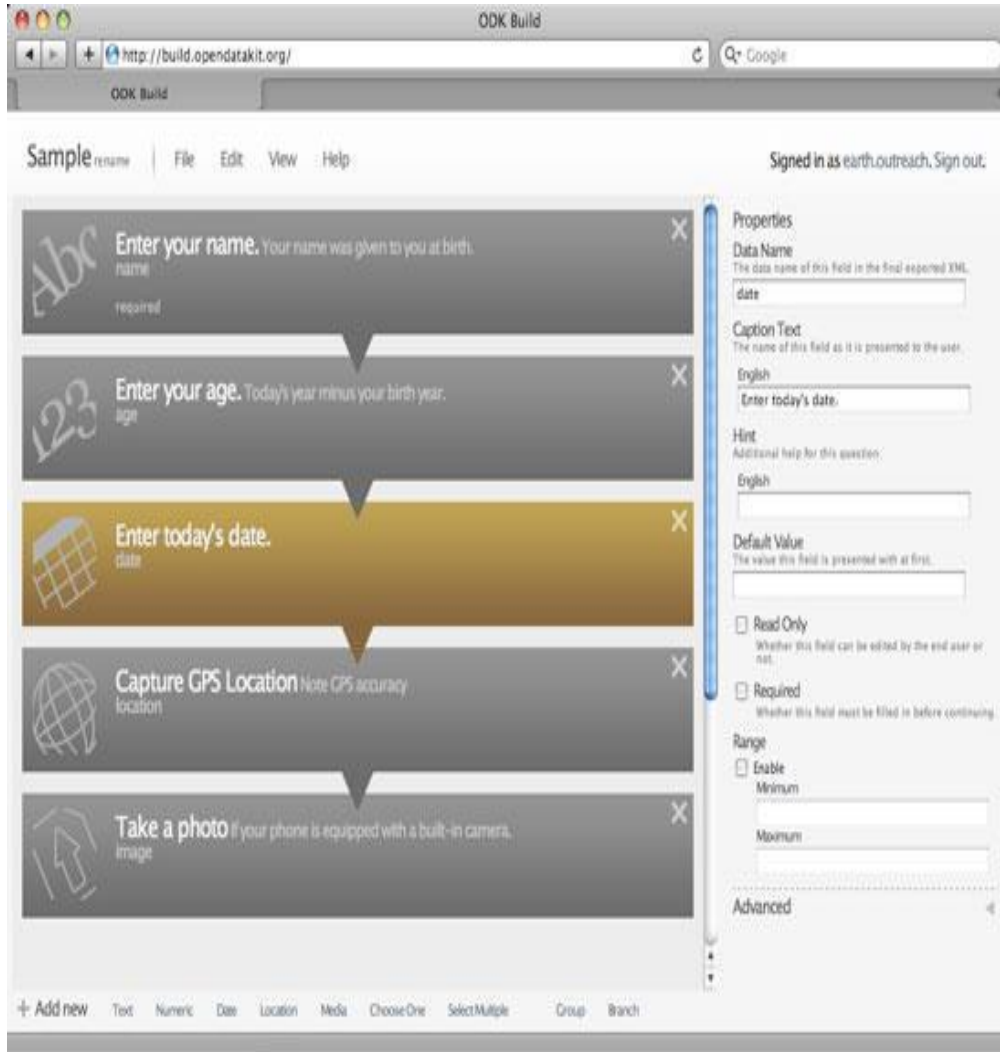 ODK Build
http://build.opendatakit.org/
Google
ODK Build
Sample rename File Edit View Help
Signed in as earth.outreach. Sign out.
Abc
Enter your name. Your name was given to you at birth.
name
required
123
Enter your age. Today's year minus your birth year.
age
Enter today's date.
date
Capture GPS Location Note GPS accuracy
location
Take a photo If your phone is equipped with a built-in camera.
image
Properties
Data Name
The data name of this field in the final exported XML.
date
Caption Text
The name of this field as it is presented to the user.
English
Enter today's date.
Hint
Additional help for this question.
English
Default Value
The value this field is presented with at first.
Read Only
Whether this field can be edited by the end user or
not.
Required
Whether this field must be filled in before continuing.
Range
Enable
Minimum
Maximum
Advanced
+ Add new Text Numeric Date Location Media Choose One Select Multiple Group Branch